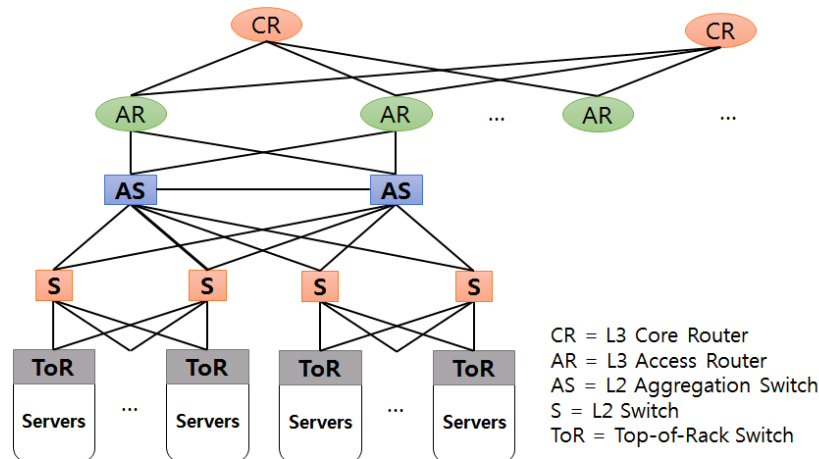 CR
CR
AR
AR
...
AR
...
AS
AS
S
S
S
S
ToR
ToR
ToR
ToR
Servers
...
Servers
Servers
...
Servers
CR = L3 Core Router
AR = L3 Access Router
AS = L2 Aggregation Switch
S = L2 Switch
ToR = Top-of-Rack Switch